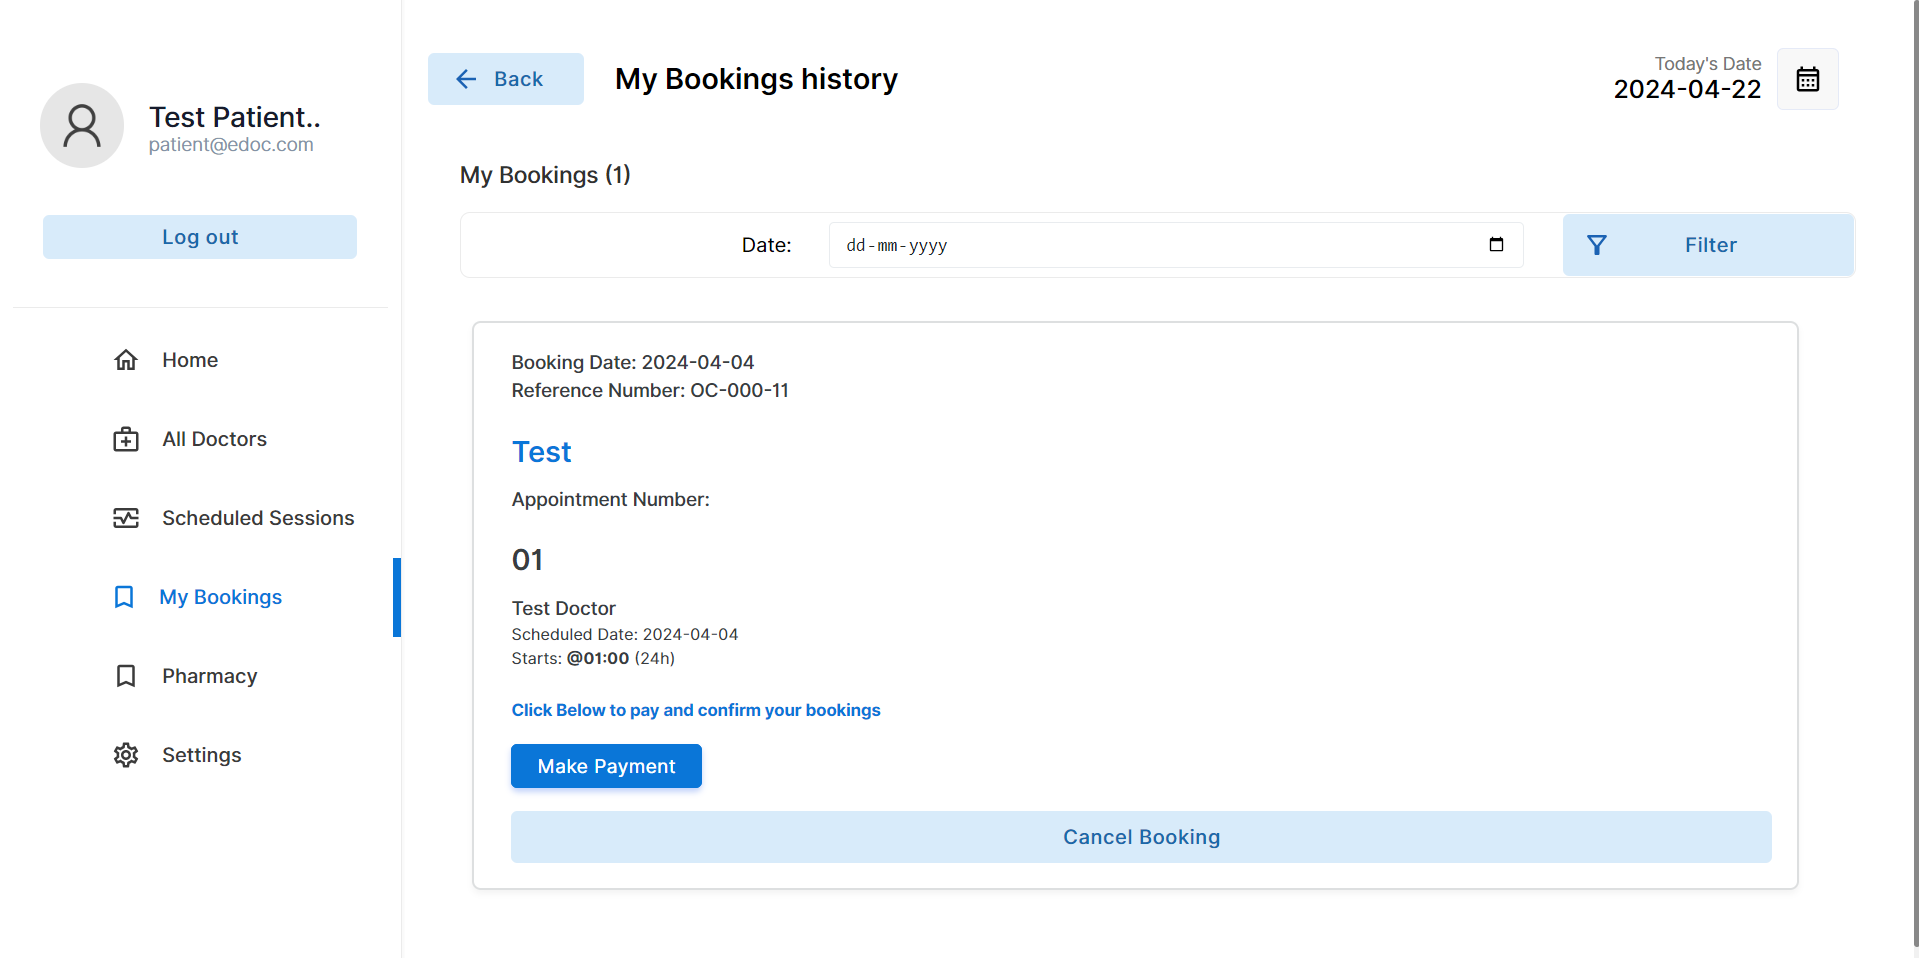 Test Patient..
patient@edoc.com
Log out
Home
All Doctors
Scheduled Sessions
My Bookings
Pharmacy
Settings
Back
My Bookings history
Today's Date
2024-04-22
My Bookings (1)
Date:
dd-mm-yyyy
Filter
Booking Date: 2024-04-04
Reference Number: OC-000-11
Test
Appointment Number:
01
Test Doctor
Scheduled Date: 2024-04-04
Starts: @01:00 (24h)
Click Below to pay and confirm your bookings
Make Payment
Cancel Booking